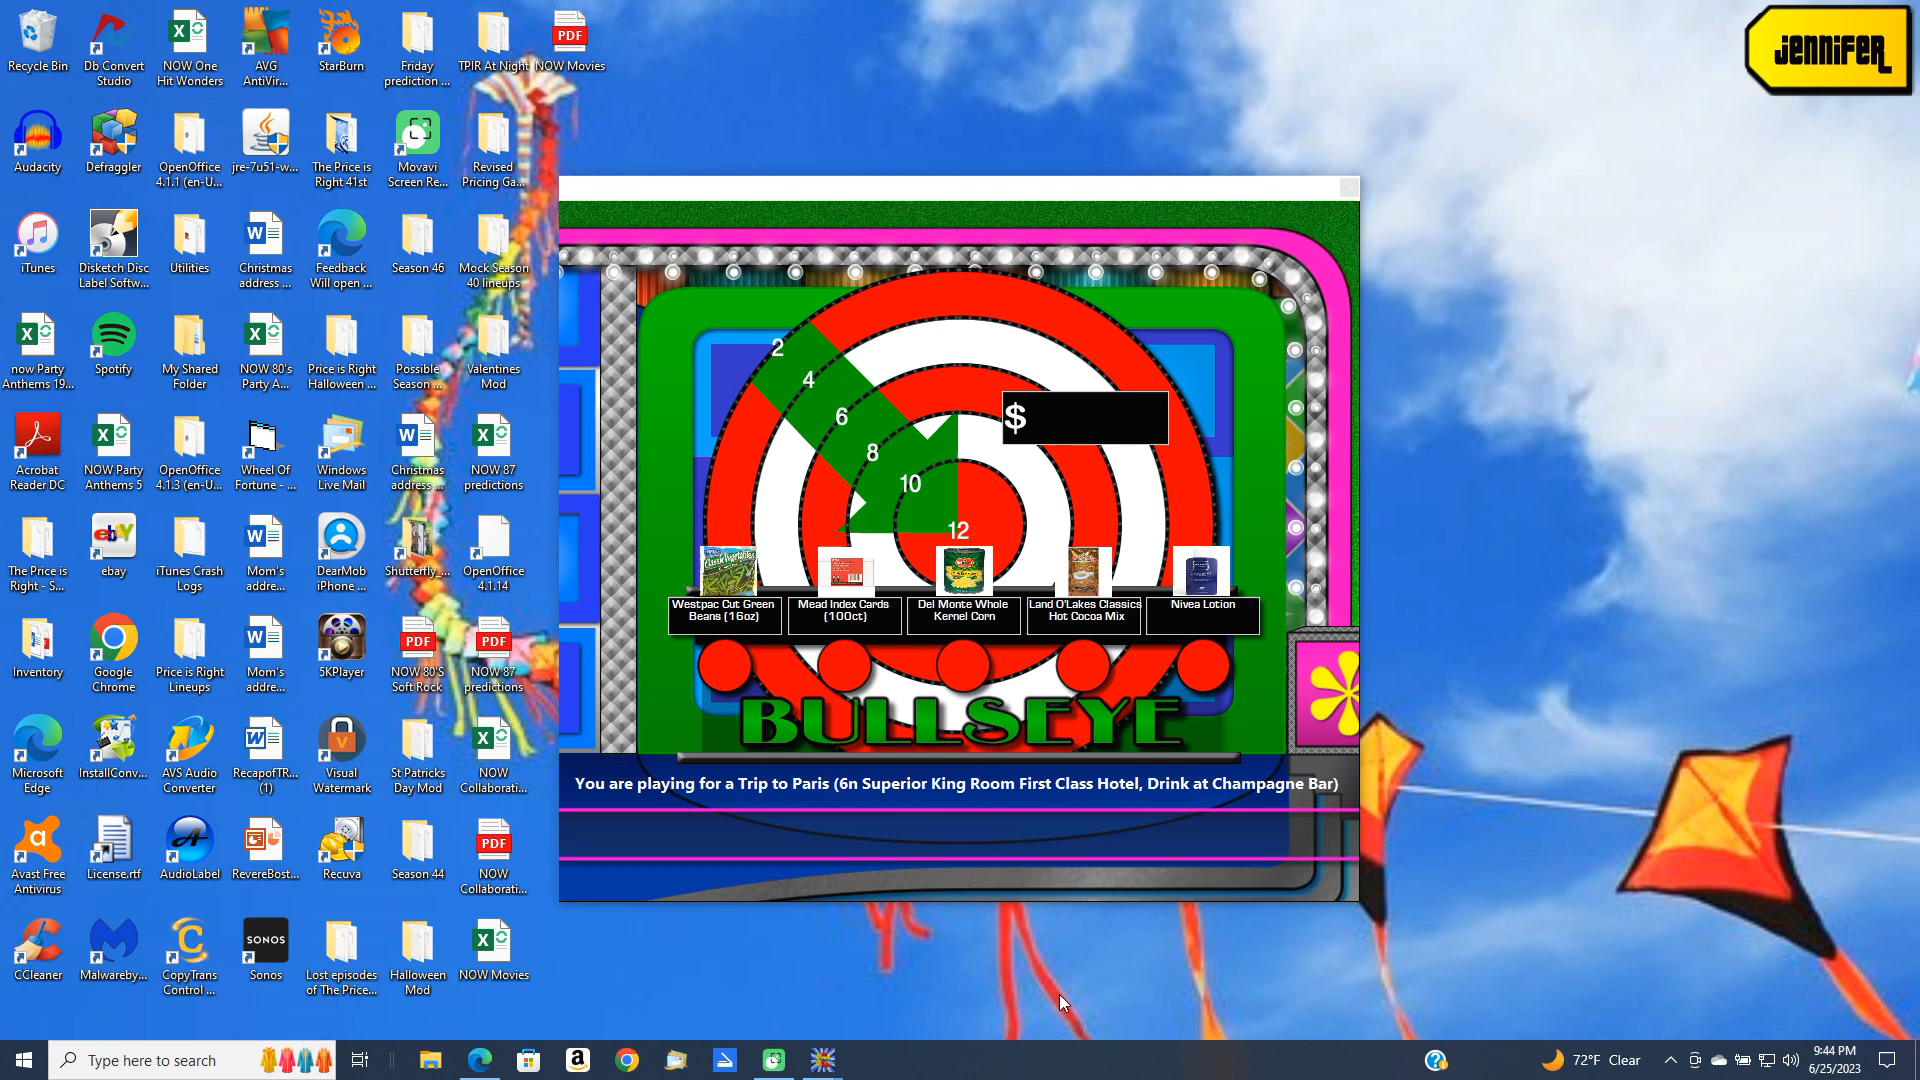 Recycle Bin
Db Convert
Studio
NOW One
Hit Wonders
AVG
AntiVir...
StarBurn
Friday
prediction ...
TPIR At Night
PDF
NOW Movies
JENNIFER
Audacity
Defraggler
OpenOffice
4.1.1 (en-U...
jre-7u51-w...
The Price is
Right 41st
Movavi
Screen Re...
Revised
Pricing Ga...
iTunes
Disketch Disc
Label Softw...
Utilities
Christmas
address ...
Feedback
Will open ...
Season 46
Mock Season
40 lineups
now Party
Anthems 19...
Spotify
My Shared
Folder
NOW 80's
Party A...
Price is Right
Halloween ...
Possible
Season ...
Valentines
Mod
Acrobat
Reader DC
NOW Party
Anthems 5
OpenOffice
4.1.3 (en-U...
Wheel Of
Fortune - ...
Windows
Live Mail
Christmas
address ...
NOW 87
predictions
The Price is
Right - S...
ebay
ebay
iTunes Crash
Logs
Mom's
addre...
DearMob
iPhone ...
Shutterfly_...
OpenOffice
4.1.14
Inventory
Google
Chrome
Price is Right
Lineups
Mom's
addre...
5KPlayer
PDF
NOW 80'S
Soft Rock
PDF
NOW 87
predictions
Microsoft
Edge
InstallConv...
AVS Audio
Converter
RecapofTR...
(1)
Visual
Watermark
St Patricks
Day Mod
NOW
Collaborati...
Avast Free
Antivirus
License.rtf
AudioLabel
RevereBost...
Recuva
Season 44
PDF
NOW
Collaborati...
CCleaner
Malwareby...
CopyTrans
Control ...
SONOS
Sonos
Lost episodes
of The Price...
Halloween
Mod
NOW Movies
2
4
6
8
10
12
$
Westpac Cut Green
Beans (16oz)
Mead Index Cards
(100ct)
Del Monte Whole
Kernel Corn
Land O'Lakes Classics
Hot Cocoa Mix
Nivea Lotion
BULLSEYE
You are playing for a Trip to Paris (6n Superior King Room First Class Hotel, Drink at Champagne Bar)
Type here to search
72°F Clear
9:44 PM
6/25/2023